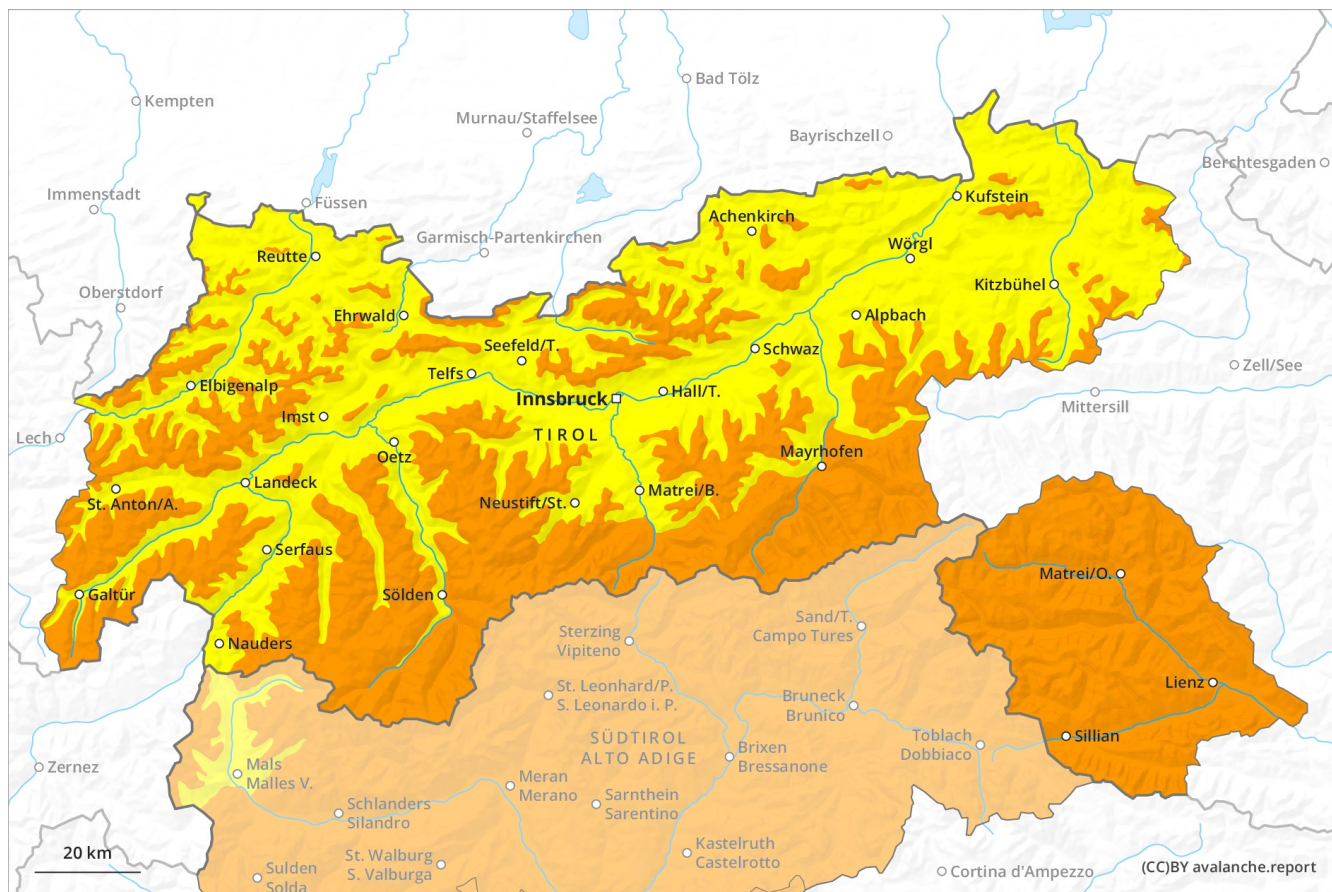 Kempten
Bad Tölz
Murnau/Staffelsee
Bayrischzell
Berchtesgaden
Immenstadt
Füssen
Kufstein
Achenkirch
Garmisch-Partenkirchen
Wörgl
Reutte
Kitzbühel
Oberstdorf
Ehrwald
Alpbach
Seefeld/T.
Schwaz
Zell/See
Telfs
Elbigenalp
Hall/T.
Innsbruck
Mittersill
Imst
TIROL
Lech
Oetz
Mayrhofen
Landeck
Matrei/B.
St. Anton/A.
Neustift/St.
Serfaus
Matrei/O.
Galtür
Sölden
Sand/T.
Campo Tures
Sterzing
Vipiteno
Nauders
Lienz
St. Leonhard/P.
S. Leonardo i. P.
Bruneck
Brunico
Sillian
SÜDTIROL
ALTO ADIGE
Toblach
Dobbiaco
Brixen
Bressanone
Zernez
Mals
Malles V.
Meran
Merano
Sarnthein
Sarentino
Schlanders
Silandro
20 km
St. Walburg
S. Valburga
Kastelruth
Castelrotto
Sulden
Solda
Cortina d'Ampezzo
(CC)BY avalanche.report